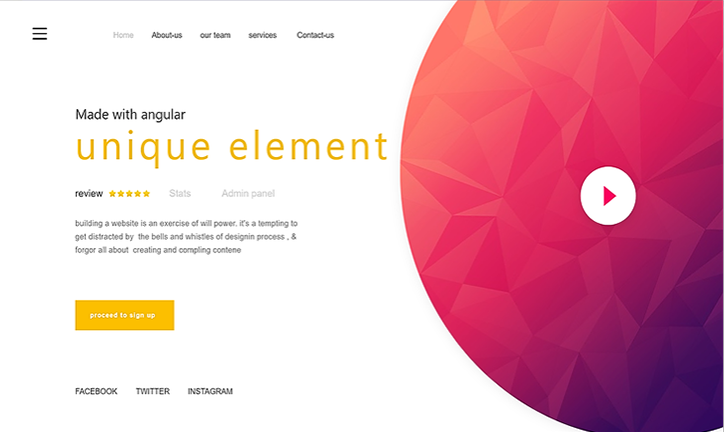 Home About-us our team services Contact-us
Made with angular
unique element
review Stats Admin panel
building a website is an exercise of will power. it's a tempting to
get distracted by the bells and whistles of designin process , &
forgor all about creating and compling contene
proceed to sign up
FACEBOOK TWITTER INSTAGRAM